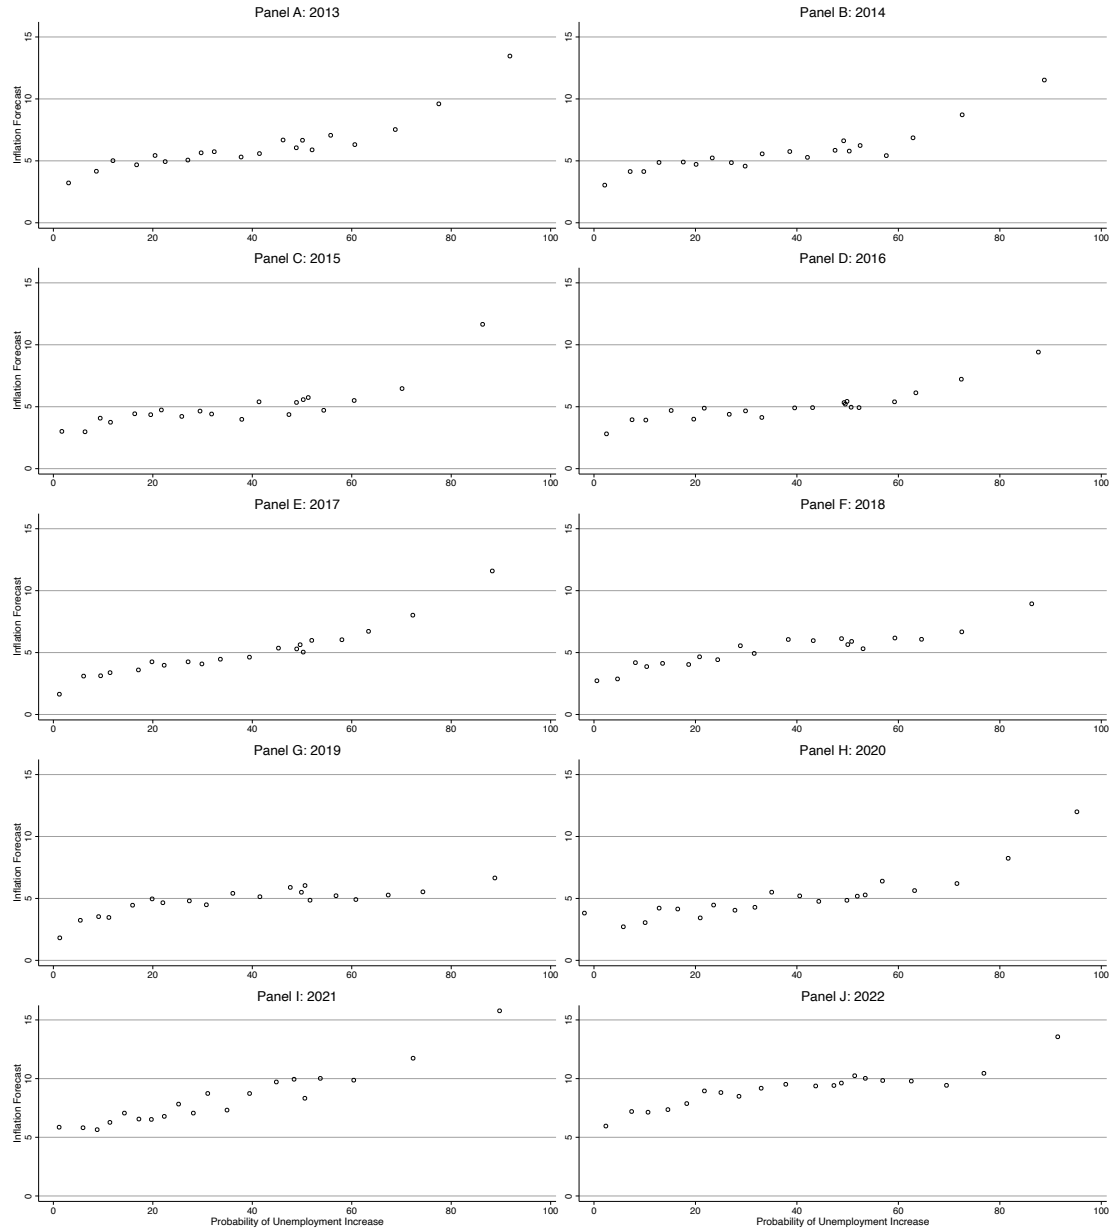 Panel A: 2013
Inflation Forecast
15
10
5
0
0 20 40 60 80 100
Panel B: 2014
15
10
5
0
0 20 40 60 80 100
Panel C: 2015
Inflation Forecast
15
10
5
0
0 20 40 60 80 100
Panel D: 2016
15
10
5
0
0 20 40 60 80 100
Panel E: 2017
Inflation Forecast
15
10
5
0
0 20 40 60 80 100
Panel F: 2018
15
10
5
0
0 20 40 60 80 100
Panel G: 2019
Inflation Forecast
15
10
5
0
0 20 40 60 80 100
Panel H: 2020
15
10
5
0
0 20 40 60 80 100
Panel I: 2021
Inflation Forecast
15
10
5
0
0 20 40 60 80 100
Probability of Unemployment Increase
Panel J: 2022
15
10
5
0
0 20 40 60 80 100
Probability of Unemployment Increase